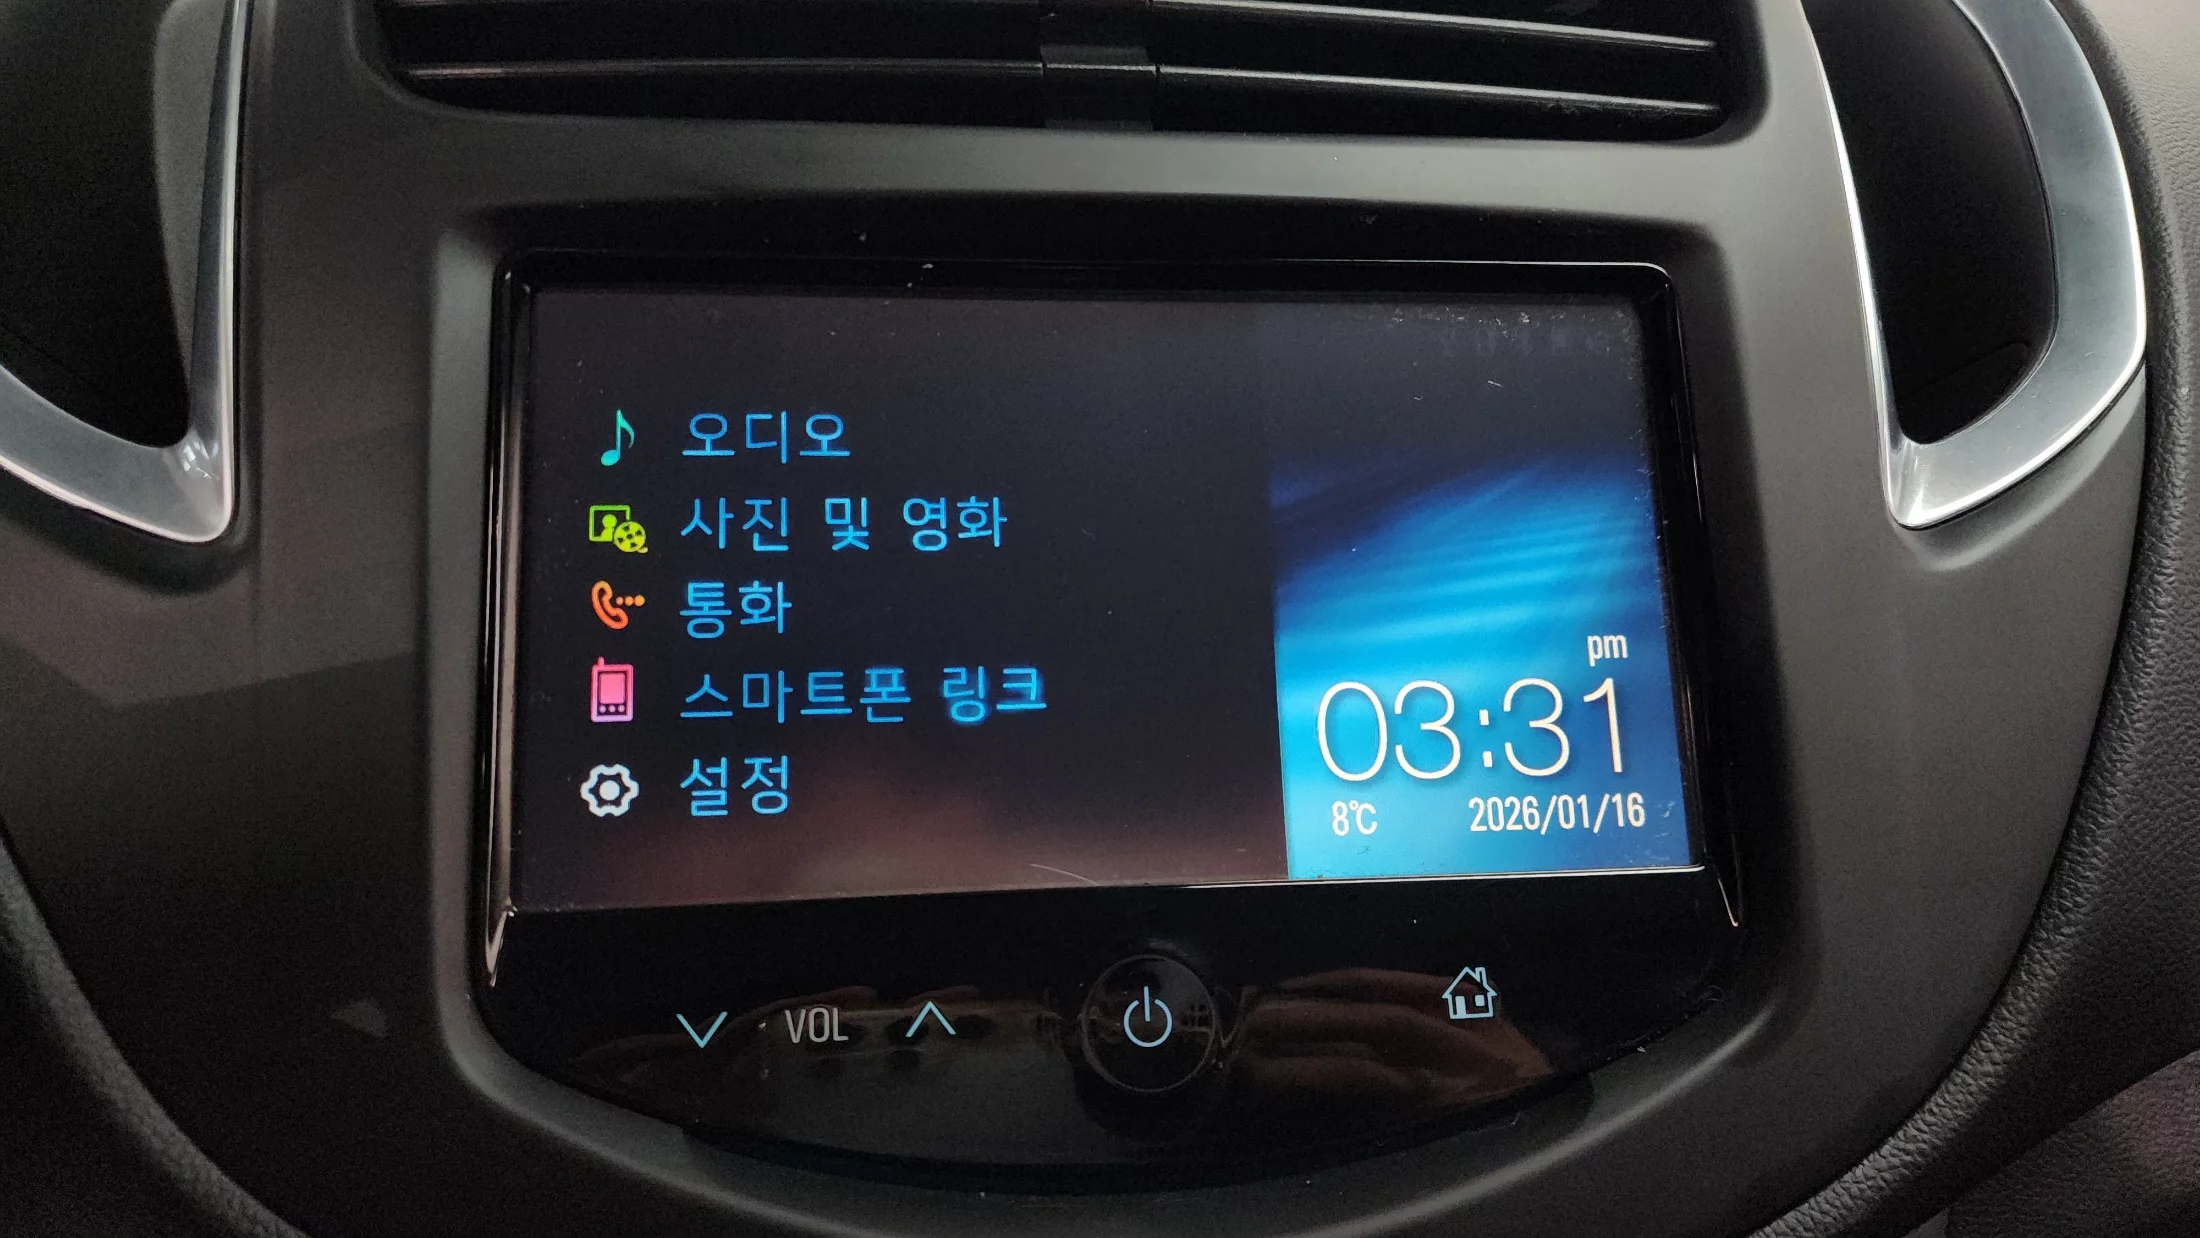 오디오
사진 및 영화
통화
스마트폰 링크
설정
pm
03:31
8℃ 2026/01/16
VOL